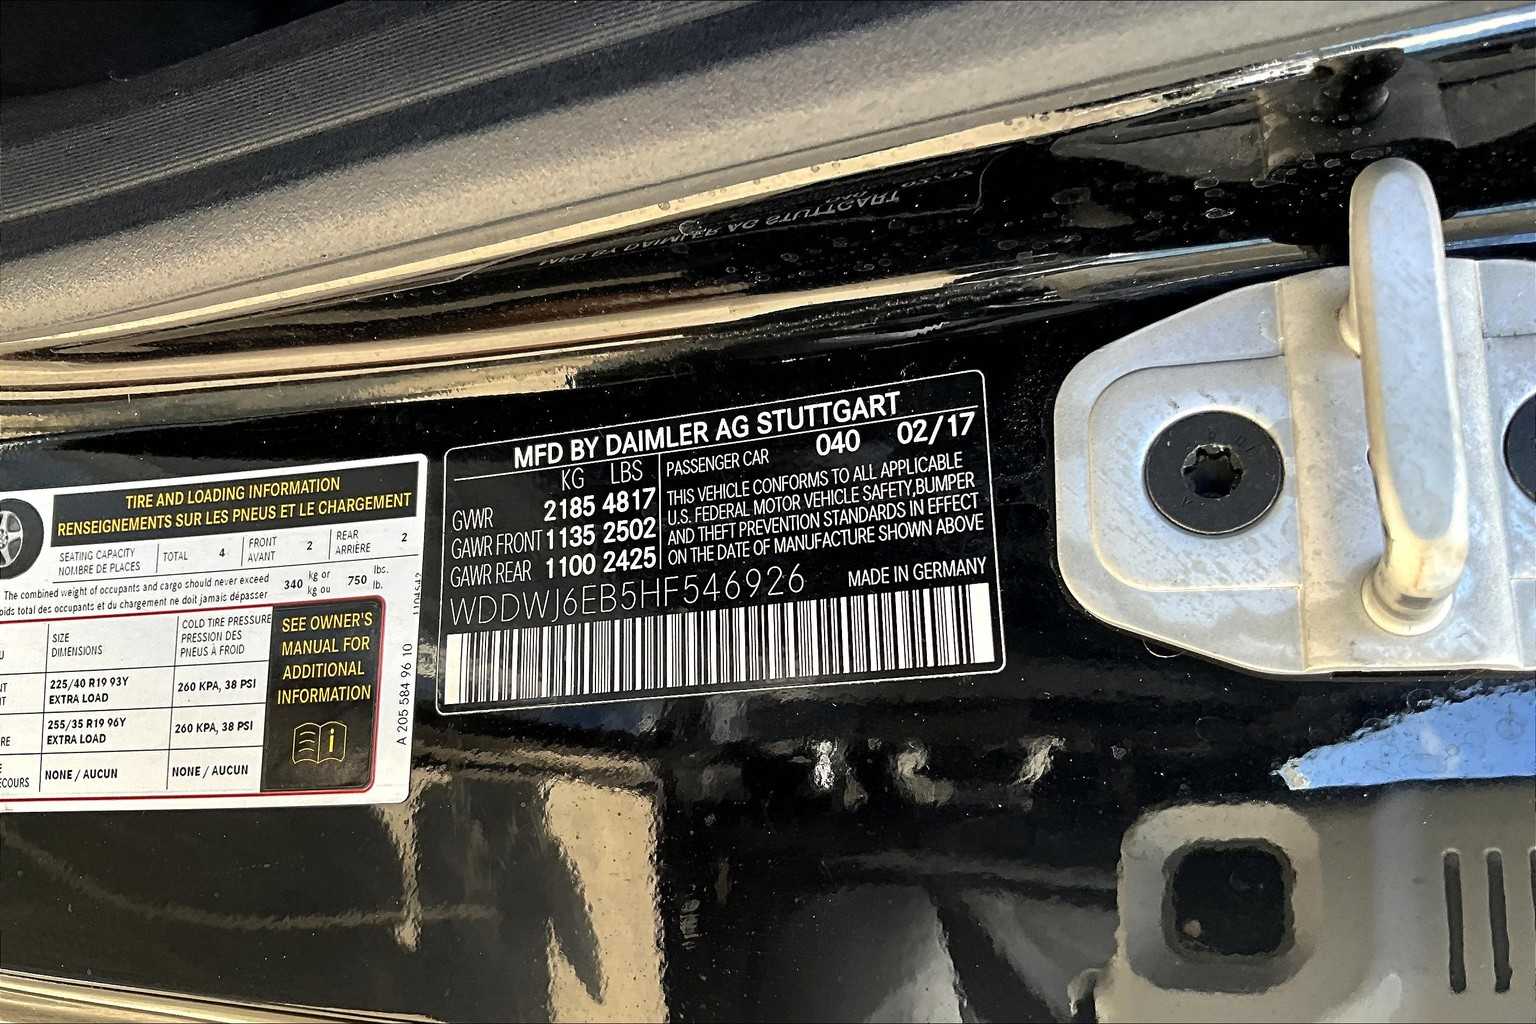 TIRE AND LOADING INFORMATION
RENSEIGNEMENTS SUR LES PNEUS ET LE CHARGEMENT
SEATING CAPACITY
NOMBRE DE PLACES
TOTAL 4
FRONT
AVANT
2
REAR
ARRIÈRE
2
The combined weight of occupants and cargo should never exceed
oids total des occupants et du chargement ne doit jamais dépasser
340 kg or
kg ou
750 lbs.
lb.
SIZE
DIMENSIONS
COLD TIRE PRESSURE
PRESSION DES
PNEUS À FROID
225/40 R19 93Y
EXTRA LOAD
260 KPA, 38 PSI
255/35 R19 96Y
EXTRA LOAD
260 KPA, 38 PSI
NONE / AUCUN
NONE / AUCUN
SEE OWNER'S
MANUAL FOR
ADDITIONAL
INFORMATION
A 205 584 96 10
MFD BY DAIMLER AG STUTTGART
KG LBS
GVWR 2185 4817
GAWR FRONT 1135 2502
GAWR REAR 1100 2425
PASSENGER CAR 040 02/17
THIS VEHICLE CONFORMS TO ALL APPLICABLE
U.S. FEDERAL MOTOR VEHICLE SAFETY,BUMPER
AND THEFT PREVENTION STANDARDS IN EFFECT
ON THE DATE OF MANUFACTURE SHOWN ABOVE
WDDWJ6EB5HF546926
MADE IN GERMANY